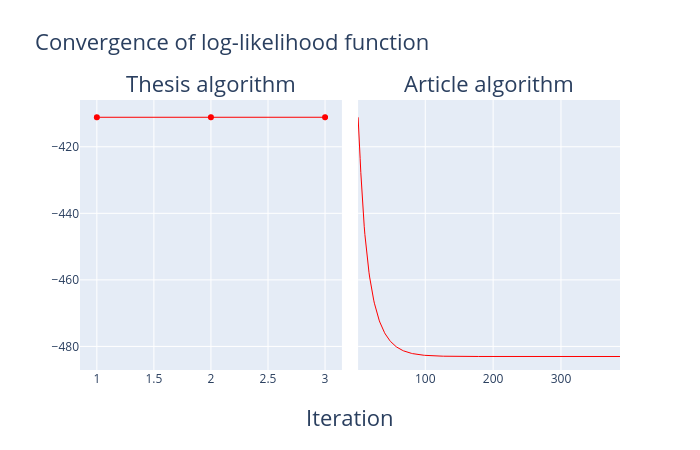 Convergence of log-likelihood function
Thesis algorithm
Article algorithm
−420
−440
−460
−480
1 1.5 2 2.5 3
100 200 300
Iteration